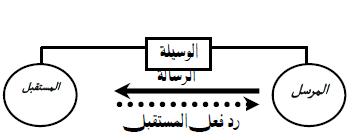 الوسيلة
الرسالة
المرسل
المستقبل
رد فعل المستقبل